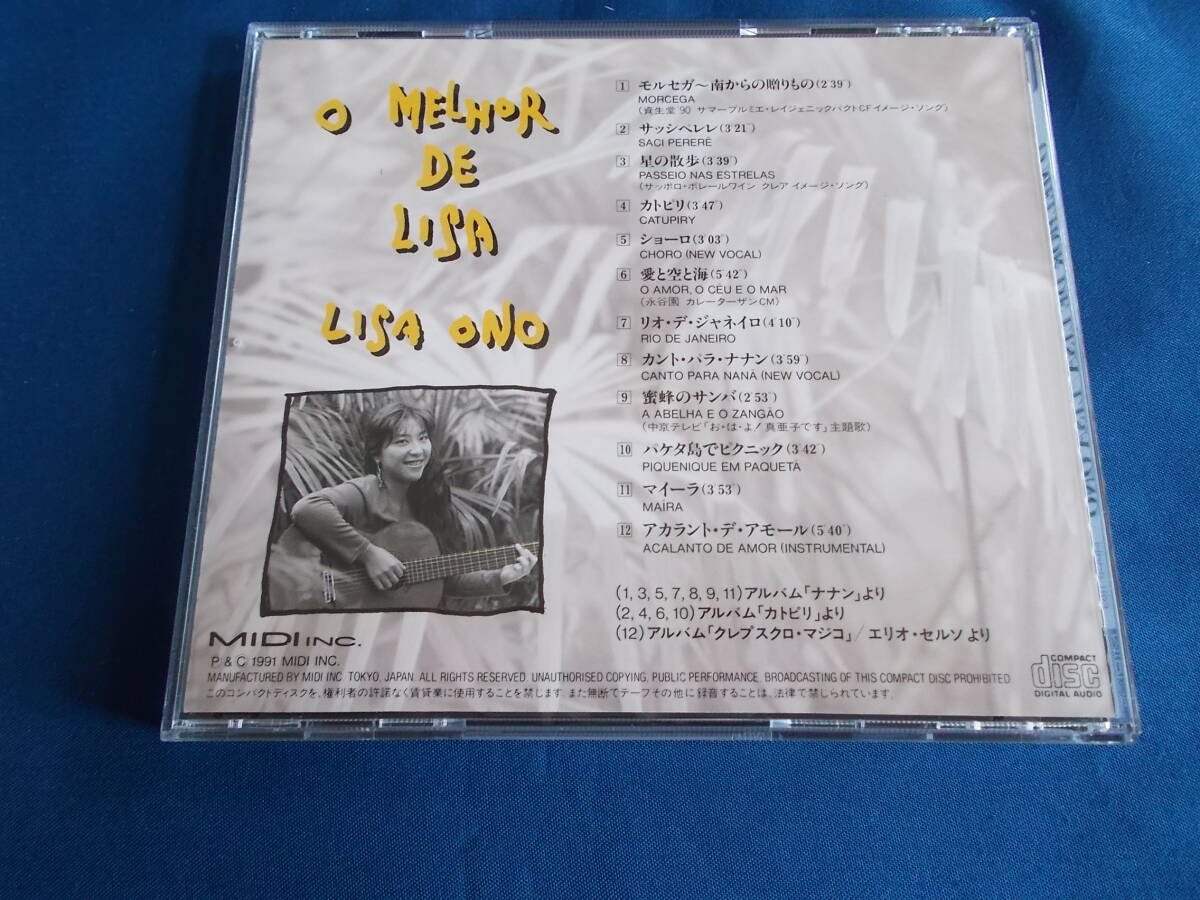 O MELHOR
DE
LISA
LISA ONO
1 モルセガ〜南からの贈りもの(2'39")
MORCEGA
(資生堂'90 サマープルミエ・レイジェニックパクトCFイメージ・ソング)
2 サッシペレレ(3'21")
SACI PERERÊ
3 星の散歩(3'39")
PASSEIO NAS ESTRELAS
(サッポロ・ポレールワイン クレア イメージ・ソング)
4 カトピリ(3'47")
CATUPIRY
5 ショーロ(3'03")
CHORO (NEW VOCAL)
6 愛と空と海(5'42")
O AMOR, O CÉU E O MAR
(永谷園 カレーターザンCM)
7 リオ・デ・ジャネイロ(4'10")
RIO DE JANEIRO
8 カント・パラ・ナナン(3'59")
CANTO PARA NANÃ (NEW VOCAL)
9 蜜蜂のサンバ(2'53")
A ABELHA E O ZANGÃO
(中京テレビ「お・は・よ!真亜子です」主題歌)
10 パケタ島でピクニック(3'42")
PIQUENIQUE EM PAQUETÁ
11 マイーラ(3'53")
MAÍRA
12 アカラント・デ・アモール(5'40")
ACALANTO DE AMOR (INSTRUMENTAL)
(1, 3, 5, 7, 8, 9, 11)アルバム「ナナン」より
(2, 4, 6, 10)アルバム「カトピリ」より
(12)アルバム「クレプスクロ・マジコ」/エリオ・セルソ より
MIDI INC.
P & C 1991 MIDI INC.
MANUFACTURED BY MIDI INC. TOKYO, JAPAN. ALL RIGHTS RESERVED. UNAUTHORISED COPYING, PUBLIC PERFORMANCE, BROADCASTING OF THIS COMPACT DISC PROHIBITED.
このコンパクトディスクを、権利者の許諾なく賃貸業に使用することを禁じます。また無断でテープその他に録音することは、法律で禁じられています。
COMPACT
disc
DIGITAL AUDIO